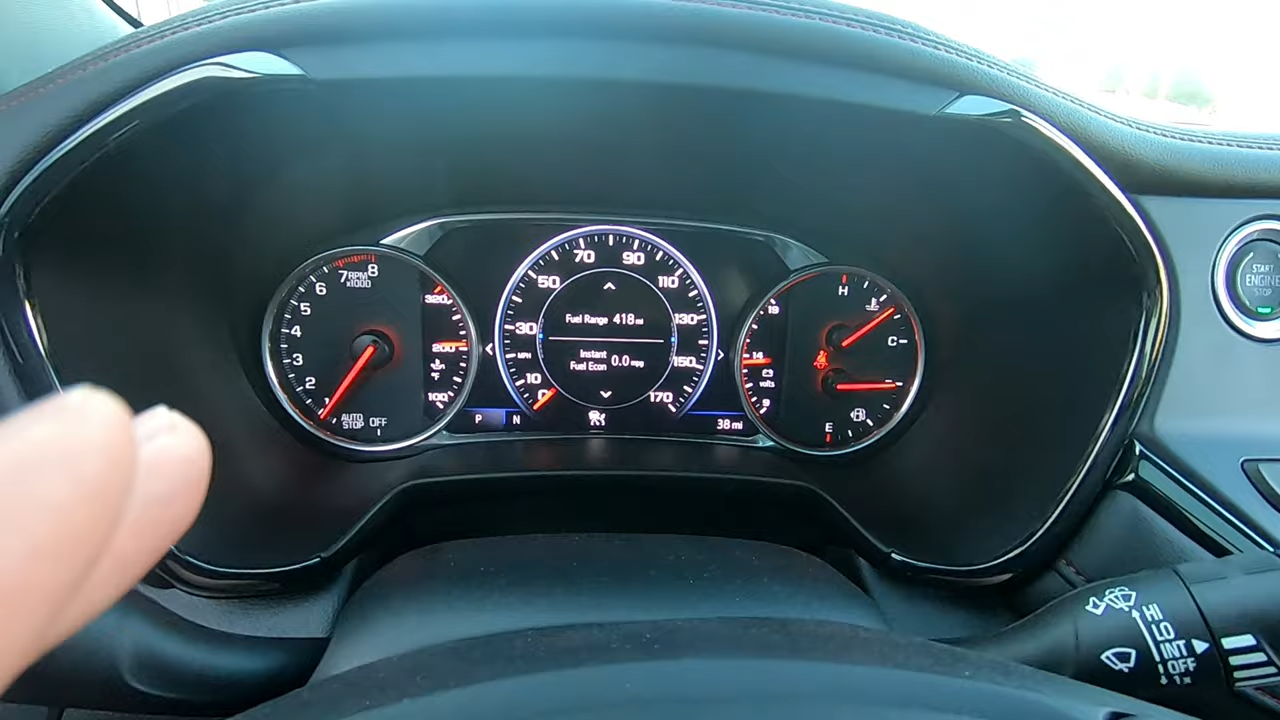 8
7 RPM
x1000
6
5
4
3
2
AUTO
STOP OFF
320
200
°F
100
70 90
50 110
30 130
MPH
150
10
0 170
Fuel Range 418 mi
Instant
Fuel Econ 0.0 mpg
P N
38 mi
19
14
volts
9
H
C
E
START
ENGINE
STOP
HI
LO
INT
OFF
1x